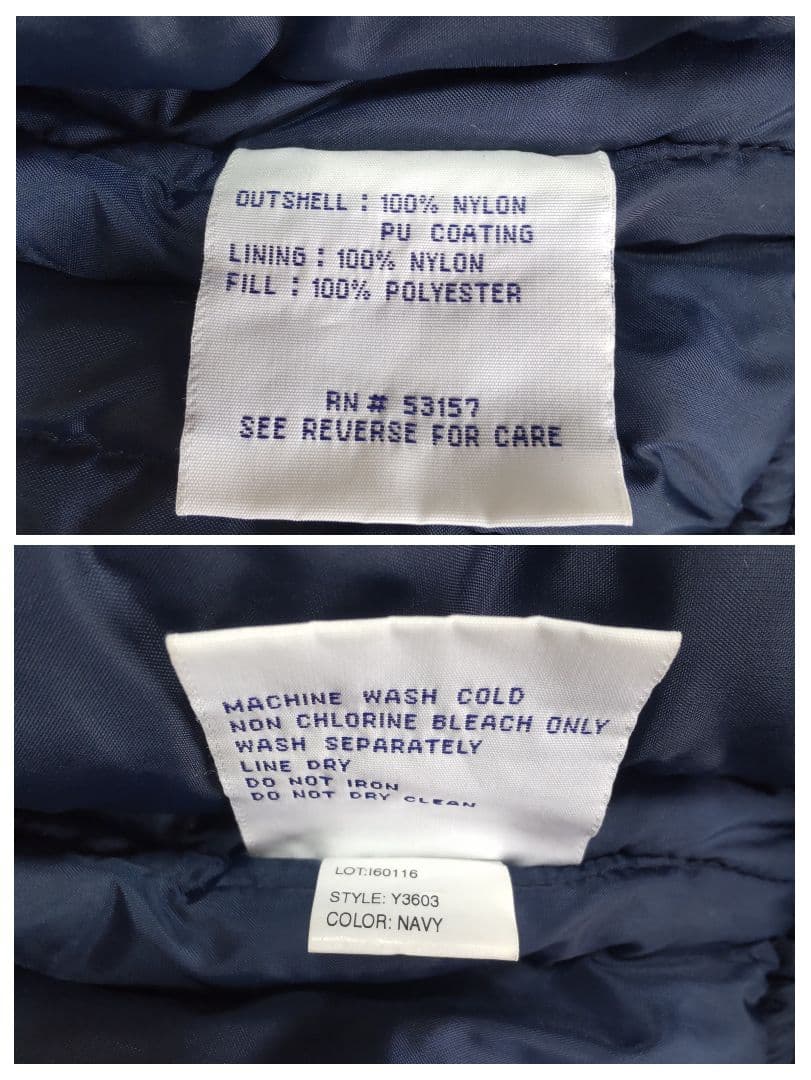 OUTSHELL : 100% NYLON
PU COATING
LINING : 100% NYLON
FILL : 100% POLYESTER
RN # 53157
SEE REVERSE FOR CARE
MACHINE WASH COLD
NON CHLORINE BLEACH ONLY
WASH SEPARATELY
LINE DRY
DO NOT IRON
DO NOT DRY CLEAN
LOT:I60116
STYLE: Y3603
COLOR: NAVY